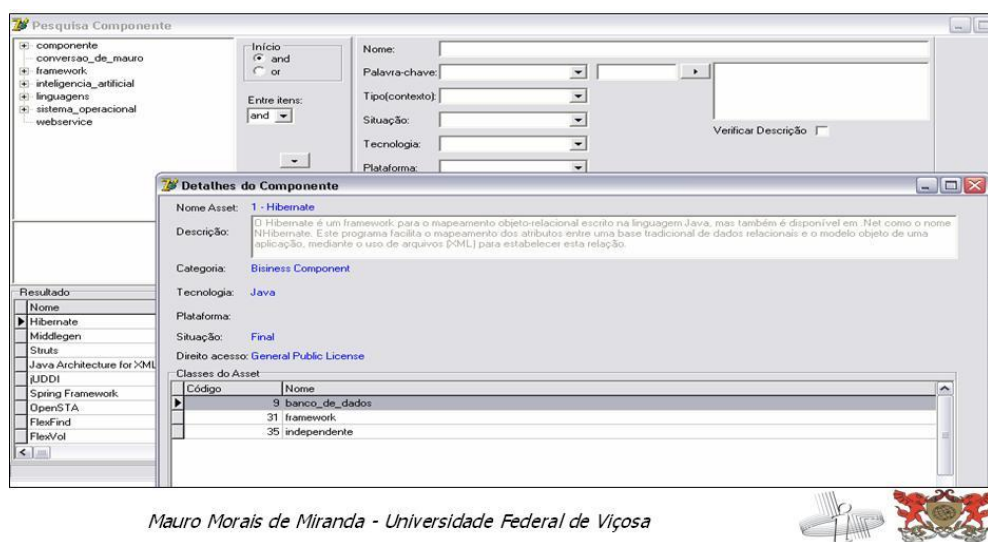 Pesquisa Componente
componente
conversao_de_mauro
framework
inteligencia_artificial
linguagens
sistema_operacional
webservice
Início
and
or
Entre itens:
and
Nome:
Palavra-chave:
Tipo(contexto):
Situação:
Tecnologia:
Plataforma:
Verificar Descrição
Detalhes do Componente
Nome Asset: 1 - Hibernate
Descrição:
O Hibernate é um framework para o mapeamento objeto-relacional escrito na linguagem Java, mas também é disponível em .Net como o nome
NHibernate. Este programa facilita o mapeamento dos atributos entre uma base tradicional de dados relacionais e o modelo objeto de uma
aplicação, mediante o uso de arquivos (XML) para estabelecer esta relação.
Categoria: Bisiness Component
Tecnologia: Java
Plataforma:
Situação: Final
Direito acesso: General Public License
Classes do Asset
Código Nome
9 banco_de_dados
31 framework
35 independente
Resultado
Nome
Hibernate
Middlegen
Struts
Java Architecture for XML
jUDDI
Spring Framework
OpenSTA
FlexFind
FlexVol
Mauro Morais de Miranda - Universidade Federal de Viçosa